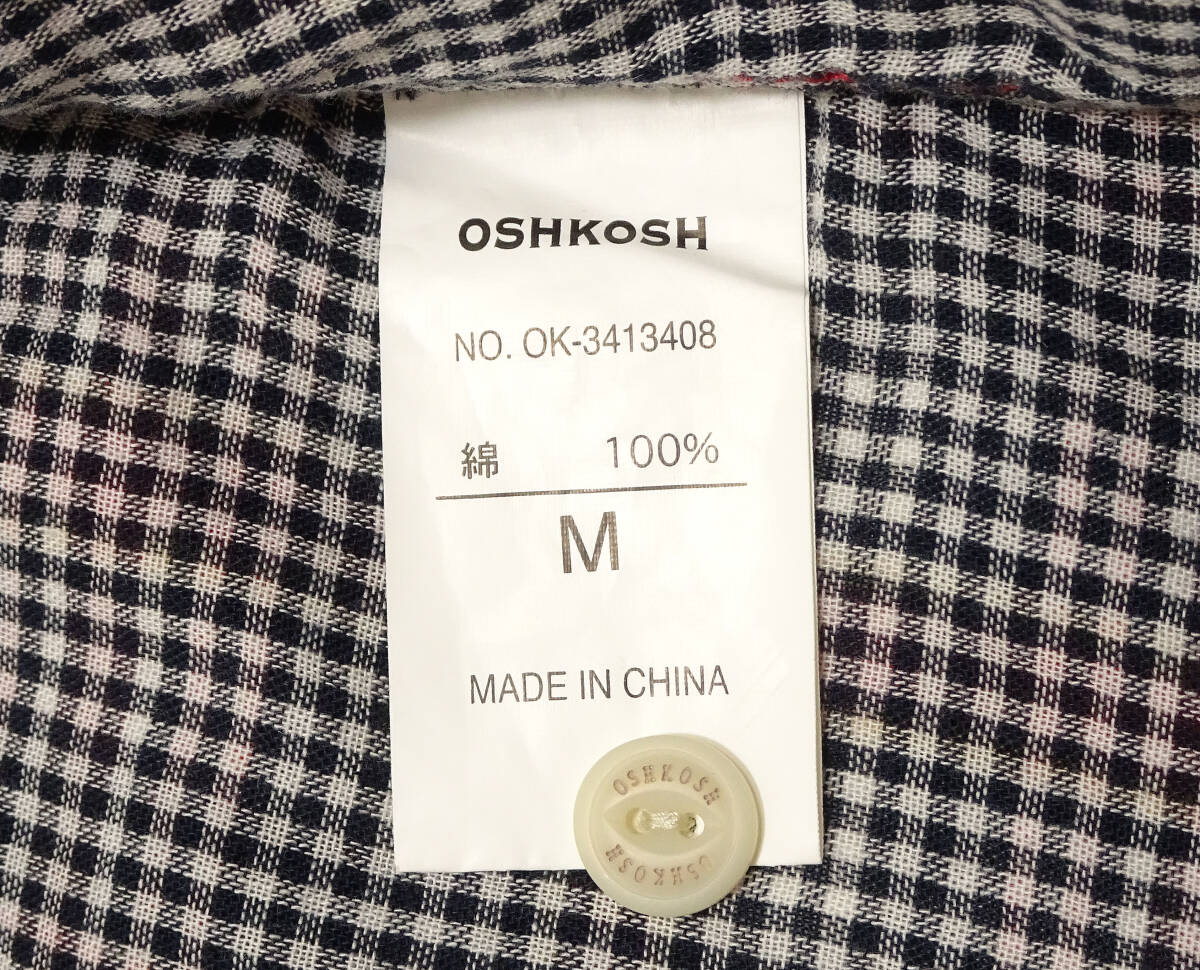 OSHKOSH
NO. OK-3413408
綿 100%
M
MADE IN CHINA
OSHKOSH
OSHKOSH